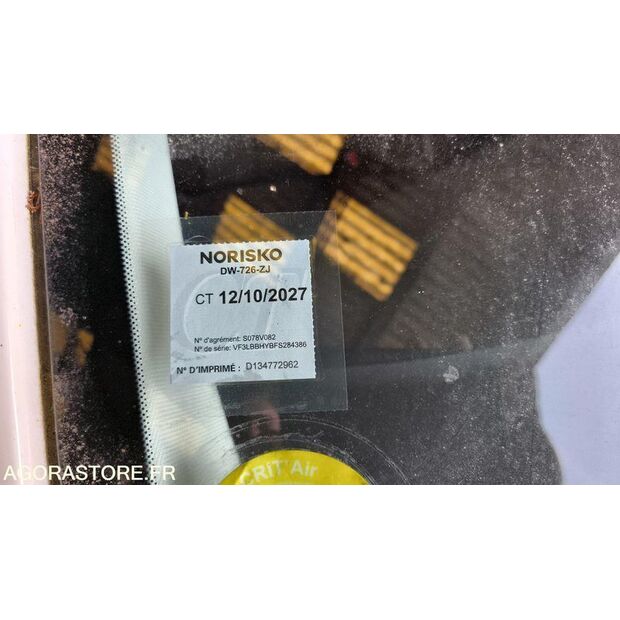 NORISKO
DW-726-ZJ
CT 12/10/2027
N° d'agrément: S078V082
N° de série: VF3LBBHYBFS284386
N° D'IMPRIMÉ : D134772962
CRIT'Air
AGORASTORE.FR